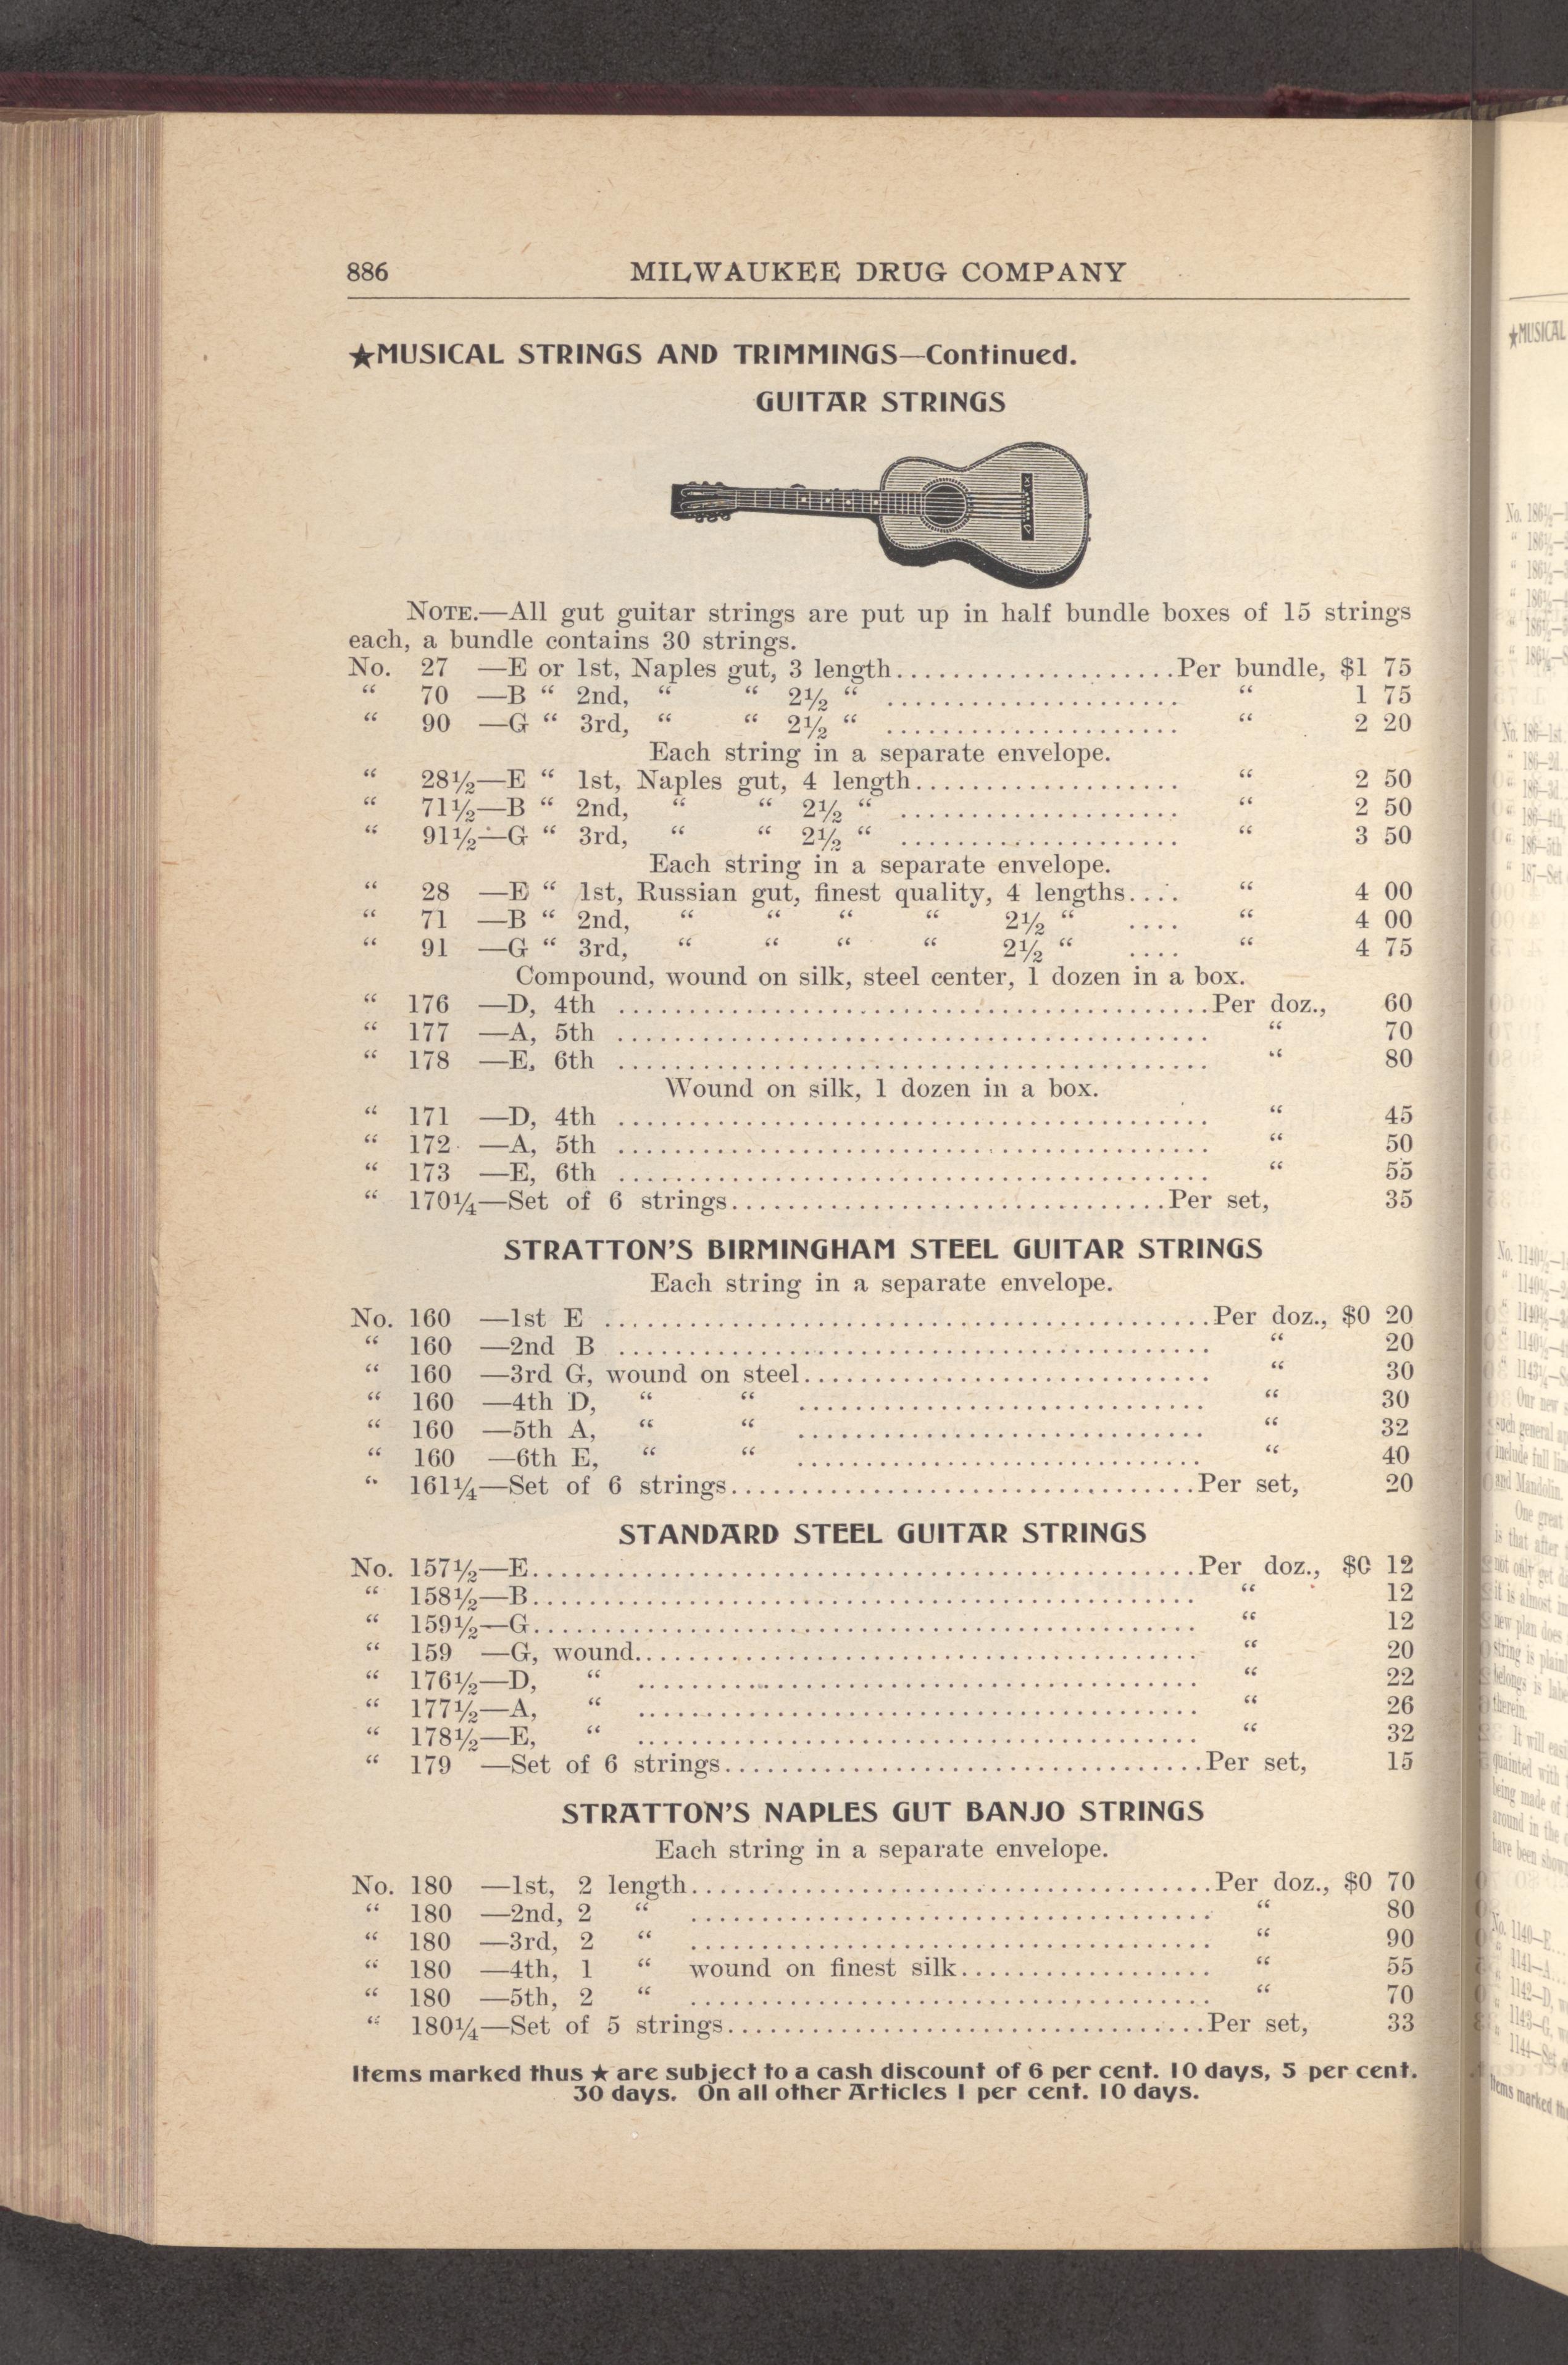 886 MILWAUKEE DRUG COMPANY
★MUSICAL STRINGS AND TRIMMINGS—Continued.
GUITAR STRINGS
NOTE.—All gut guitar strings are put up in half bundle boxes of 15 strings
each, a bundle contains 30 strings.
No. 27 —E or 1st, Naples gut, 3 length....................Per bundle, $1 75
“ 70 —B “ 2nd, “ “ 2½ “ ..................... “ 1 75
“ 90 —G “ 3rd, “ “ 2½ “ ..................... “ 2 20
Each string in a separate envelope.
“ 28½—E “ 1st, Naples gut, 4 length................... “ 2 50
“ 71½—B “ 2nd, “ “ 2½ “ .................... “ 2 50
“ 91½—G “ 3rd, “ “ 2½ “ .................... “ 3 50
Each string in a separate envelope.
“ 28 —E “ 1st, Russian gut, finest quality, 4 lengths.... “ 4 00
“ 71 —B “ 2nd, “ “ “ “ 2½ “ .... “ 4 00
“ 91 —G “ 3rd, “ “ “ “ 2½ “ .... “ 4 75
Compound, wound on silk, steel center, 1 dozen in a box.
“ 176 —D, 4th ..........................................Per doz., 60
“ 177 —A, 5th .......................................... “ 70
“ 178 —E, 6th .......................................... “ 80
Wound on silk, 1 dozen in a box.
“ 171 —D, 4th .......................................... “ 45
“ 172 —A, 5th .......................................... “ 50
“ 173 —E, 6th .......................................... “ 55
“ 170¼—Set of 6 strings...............................Per set, 35
STRATTON'S BIRMINGHAM STEEL GUITAR STRINGS
Each string in a separate envelope.
No. 160 —1st E ...........................................Per doz., $0 20
“ 160 —2nd B .......................................... “ 20
“ 160 —3rd G, wound on steel............................. “ 30
“ 160 —4th D, “ “ ............................. “ 30
“ 160 —5th A, “ “ ............................. “ 32
“ 160 —6th E, “ “ ............................. “ 40
“ 161¼—Set of 6 strings.................................Per set, 20
STANDARD STEEL GUITAR STRINGS
No. 157½—E...............................................Per doz., $0 12
“ 158½—B............................................... “ 12
“ 159½—G............................................... “ 12
“ 159 —G, wound........................................ “ 20
“ 176½—D, “ ........................................ “ 22
“ 177½—A, “ ........................................ “ 26
“ 178½—E, “ ........................................ “ 32
“ 179 —Set of 6 strings..................................Per set, 15
STRATTON'S NAPLES GUT BANJO STRINGS
Each string in a separate envelope.
No. 180 —1st, 2 length.....................................Per doz., $0 70
“ 180 —2nd, 2 “ ..................................... “ 80
“ 180 —3rd, 2 “ ..................................... “ 90
“ 180 —4th, 1 “ wound on finest silk.................. “ 55
“ 180 —5th, 2 “ ..................................... “ 70
“ 180¼—Set of 5 strings..................................Per set, 33
Items marked thus ★ are subject to a cash discount of 6 per cent. 10 days, 5 per cent.
30 days. On all other Articles 1 per cent. 10 days.
★MUSICAL